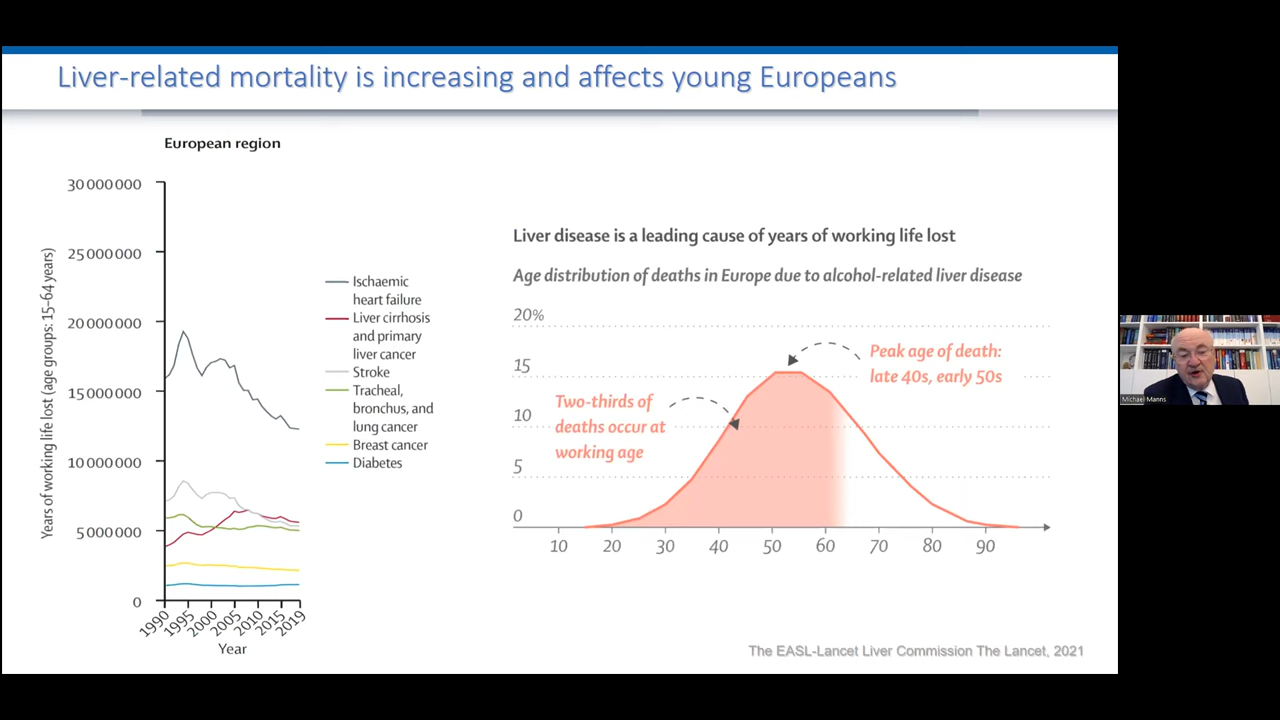 Liver-related mortality is increasing and affects young Europeans
European region
Years of working life lost (age groups: 15–64 years)
30 000 000
25 000 000
20 000 000
15 000 000
10 000 000
5 000 000
0
1990
1995
2000
2005
2010
2015
2019
Year
Ischaemic
heart failure
Liver cirrhosis
and primary
liver cancer
Stroke
Tracheal,
bronchus, and
lung cancer
Breast cancer
Diabetes
Liver disease is a leading cause of years of working life lost
Age distribution of deaths in Europe due to alcohol-related liver disease
20%
15
10
5
0
Two-thirds of
deaths occur at
working age
Peak age of death:
late 40s, early 50s
10
20
30
40
50
60
70
80
90
The EASL-Lancet Liver Commission The Lancet, 2021
Michael Manns